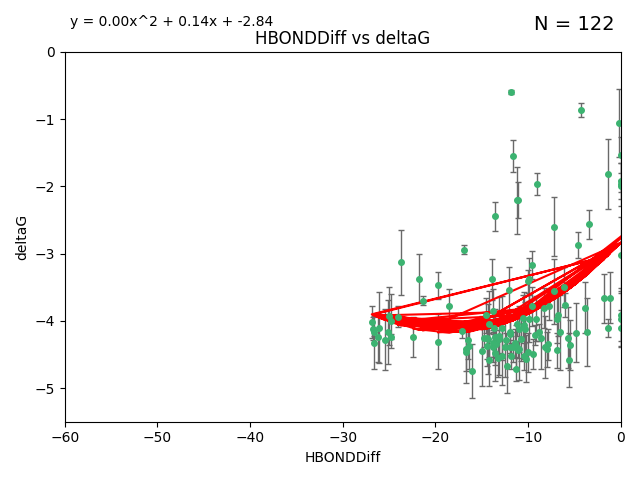 y = 0.00x^2 + 0.14x + -2.84
N = 122
HBONDDiff vs deltaG
0
−1
−2
−3
−4
−5
deltaG
−60
−50
−40
−30
−20
−10
0
HBONDDiff